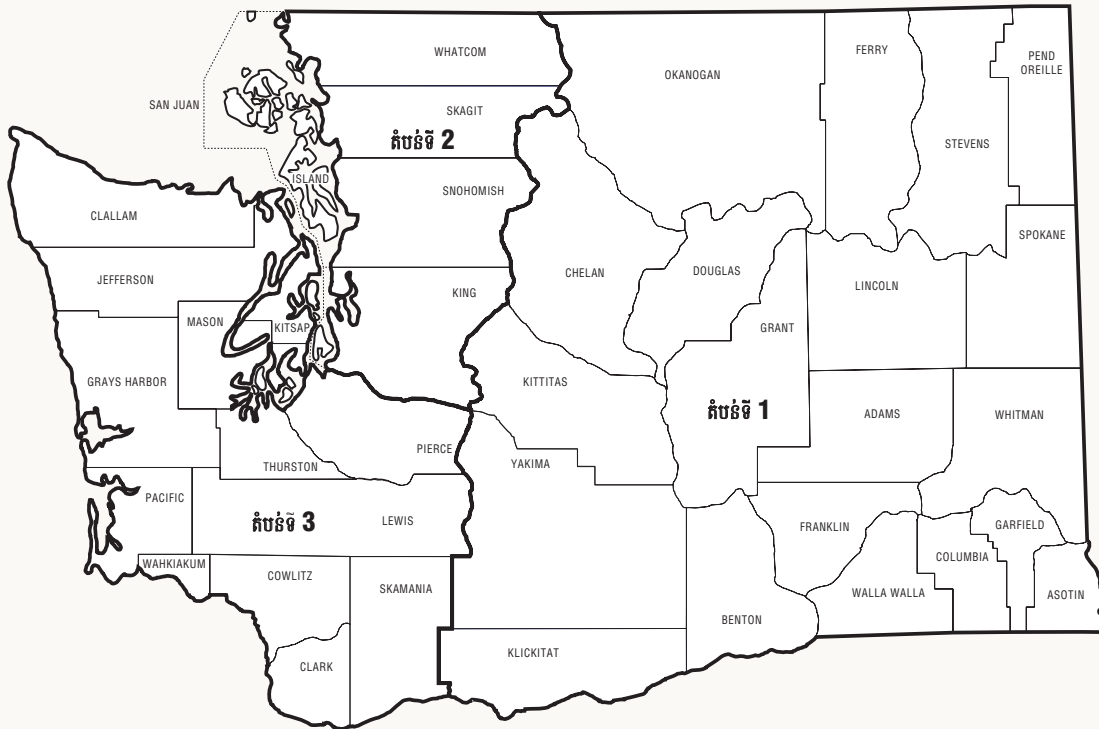 WHATCOM
FERRY
PEND
OREILLE
OKANOGAN
SAN JUAN
SKAGIT
តំបន់ទី 2
STEVENS
ISLAND
SNOHOMISH
CLALLAM
SPOKANE
JEFFERSON
CHELAN
DOUGLAS
LINCOLN
KING
MASON
KITSAP
GRANT
GRAYS HARBOR
KITTITAS
តំបន់ទី 1
ADAMS
WHITMAN
PIERCE
THURSTON
YAKIMA
PACIFIC
តំបន់ទី 3
LEWIS
FRANKLIN
GARFIELD
WAHKIAKUM
COWLITZ
COLUMBIA
SKAMANIA
WALLA WALLA
ASOTIN
BENTON
KLICKITAT
CLARK